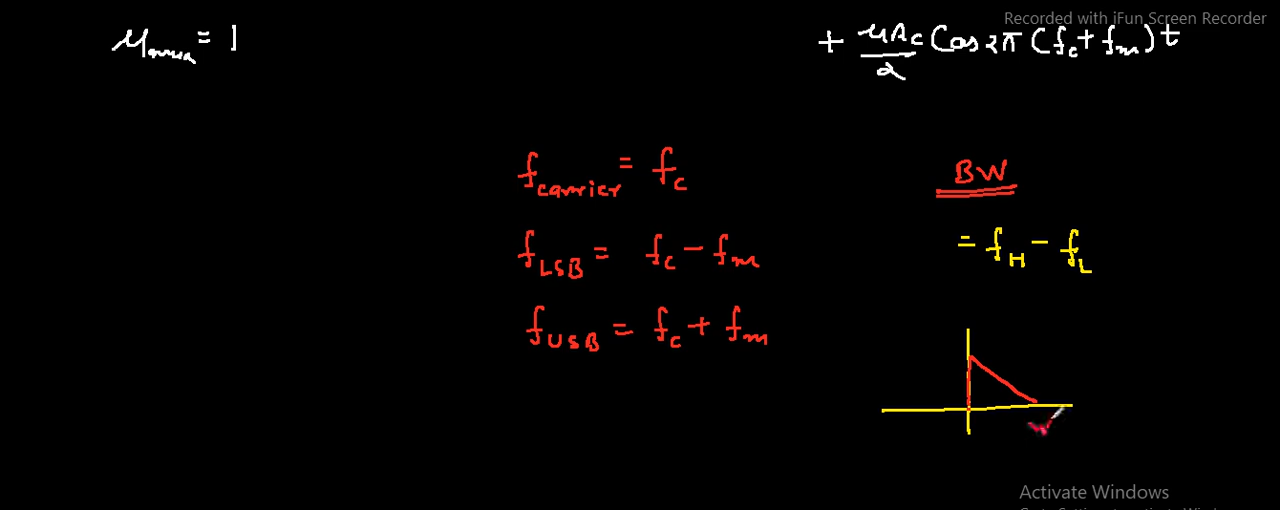 Recorded with iFun Screen Recorder
μmax = 1
+ μAc/2 Cos 2π (fc + fm) t
fcarrier = fc
BW
fLSB = fc - fm
= fH - fL
fUSB = fc + fm
Activate Windows